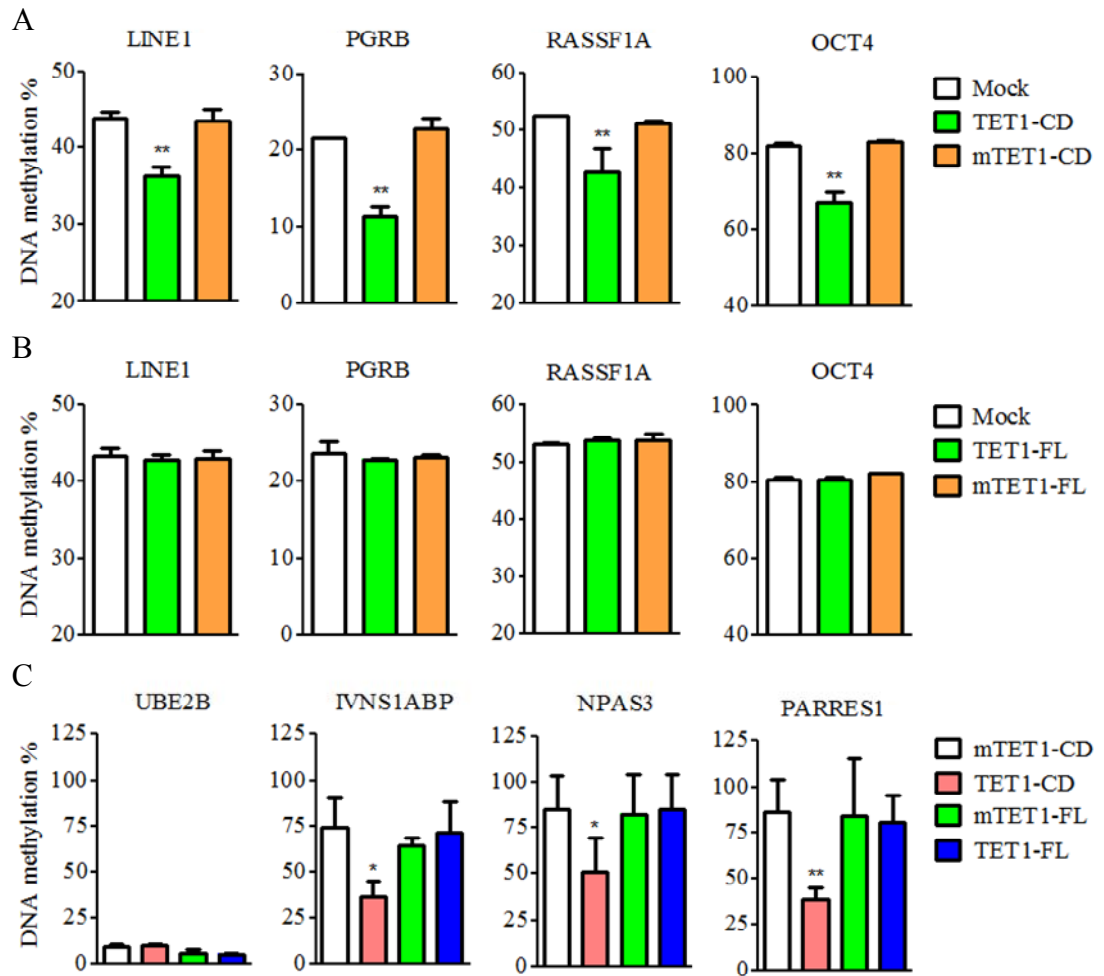 A
LINE1
PGRB
RASSF1A
OCT4
DNA methylation %
50
40
30
20
20
10
0
60
50
40
30
20
100
80
60
40
**
**
**
**
Mock
TET1-CD
mTET1-CD
B
LINE1
PGRB
RASSF1A
OCT4
DNA methylation %
50
40
30
20
30
20
10
0
60
50
40
30
20
100
80
60
40
Mock
TET1-FL
mTET1-FL
C
UBE2B
IVNS1ABP
NPAS3
PARRES1
DNA methylation %
125
100
75
50
25
0
125
100
75
50
25
0
125
100
75
50
25
0
125
100
75
50
25
0
*
*
**
mTET1-CD
TET1-CD
mTET1-FL
TET1-FL